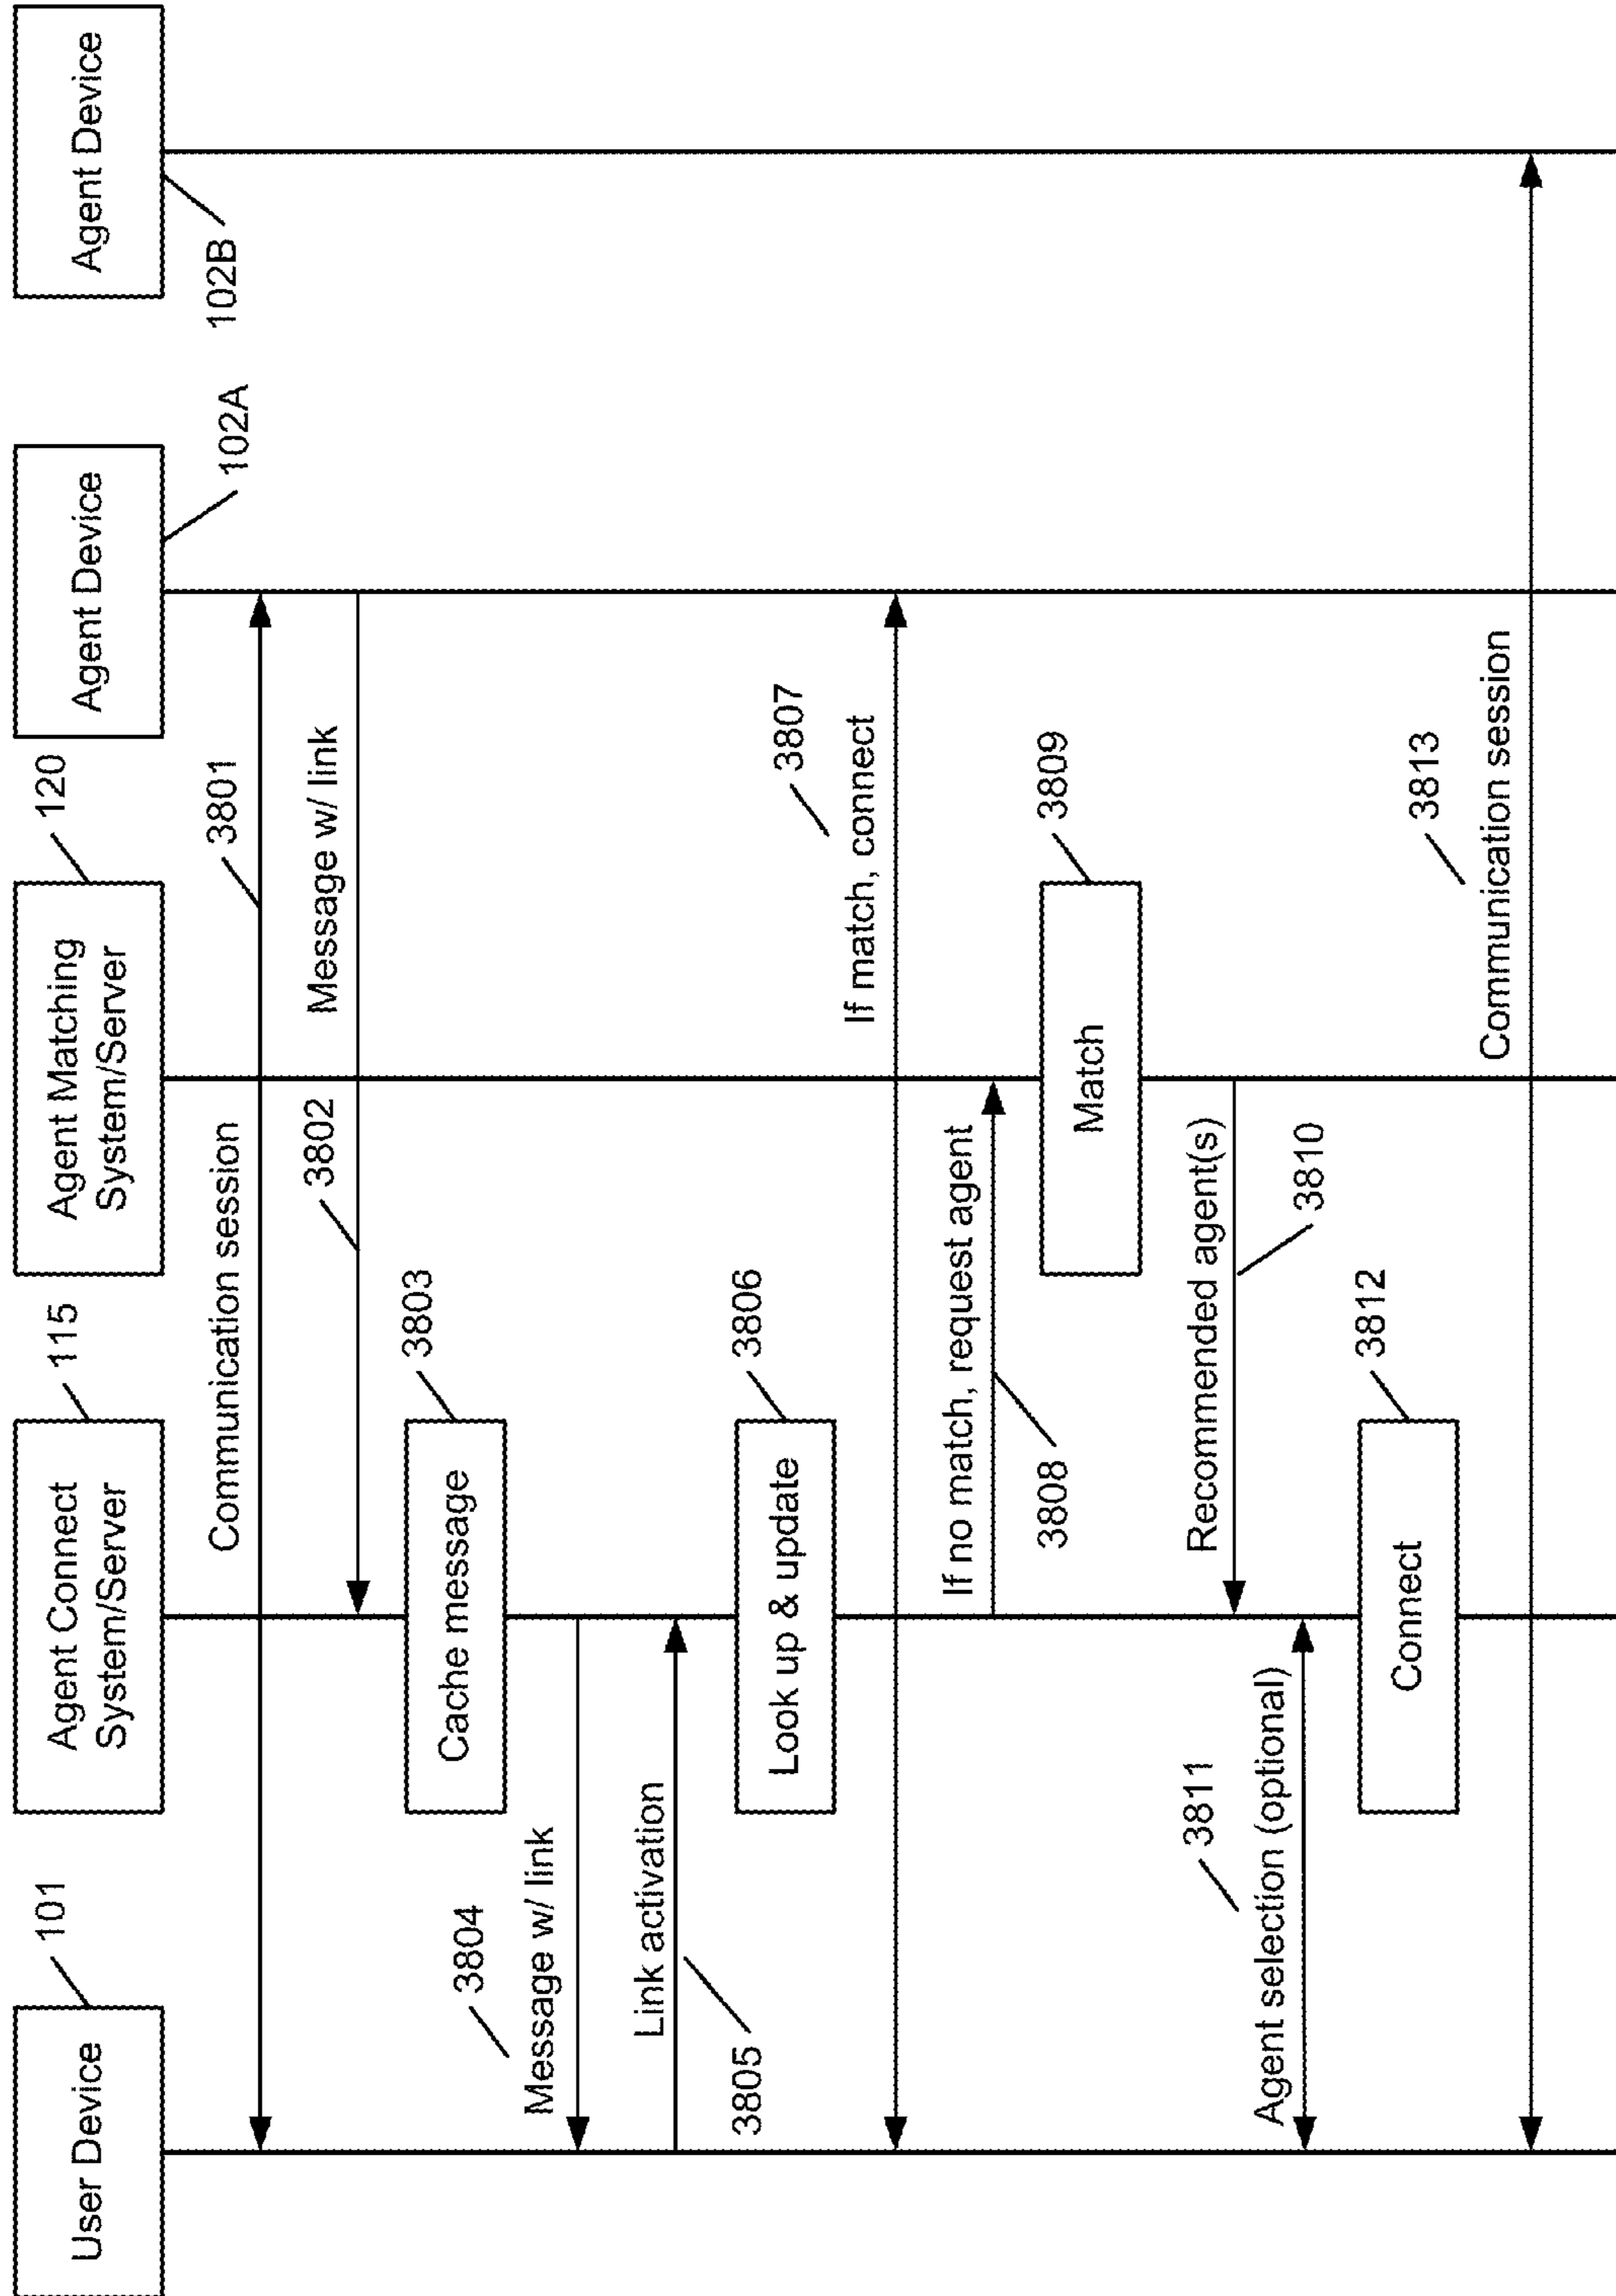 User Device
101
Agent Connect
System/Server
115
Agent Matching
System/Server
120
Agent Device
102A
Agent Device
102B
Communication session
3801
3802
Message w/ link
Cache message
3803
3804
Message w/ link
Link activation
3805
Look up & update
3806
3807
If match, connect
If no match, request agent
3808
Match
3809
Recommended agent(s)
3810
3811
Agent selection (optional)
Connect
3812
3813
Communication session